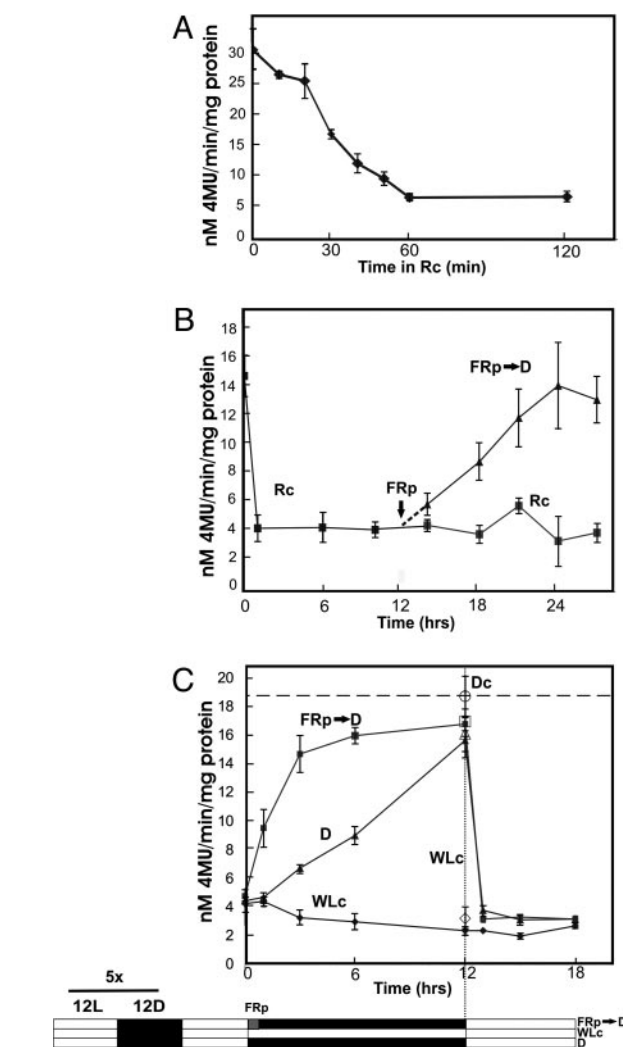 A
nM 4MU/min/mg protein
30
25
20
15
10
5
0
0 30 60 120
Time in Rc (min)
B
nM 4MU/min/mg protein
18
16
14
12
10
8
6
4
2
0
FRp→D
Rc
FRp
Rc
0 6 12 18 24
Time (hrs)
C
nM 4MU/min/mg protein
20
18
16
14
12
10
8
6
4
2
0
Dc
FRp→D
D
WLc
WLc
0 6 12 18
Time (hrs)
5x
12L 12D
FRp
FRp→D
WLc
D